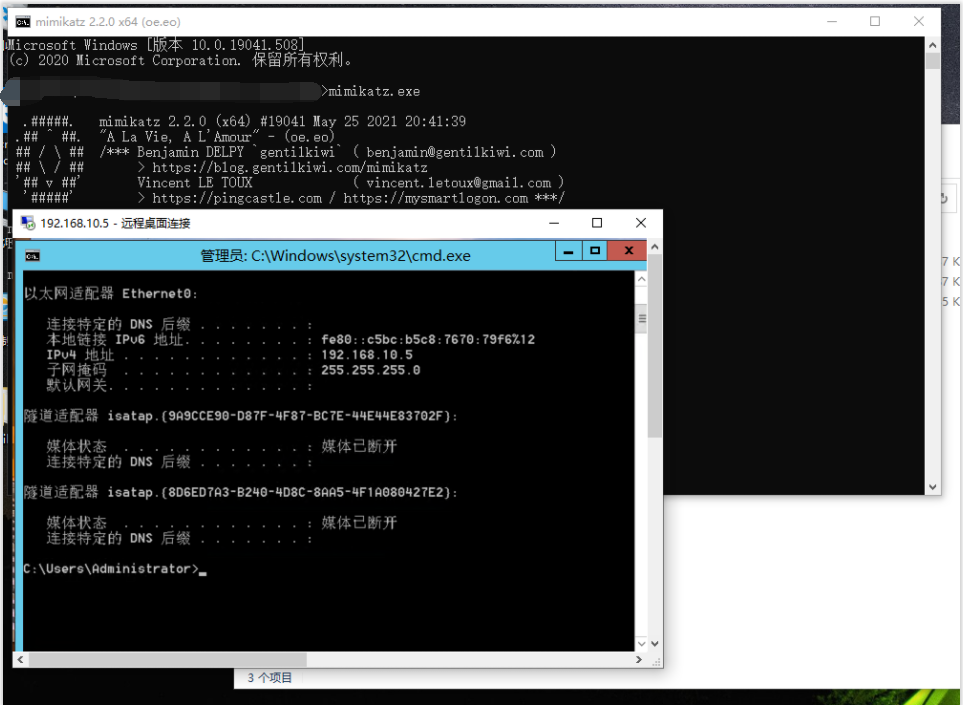 mimikatz 2.2.0 x64 (oe.eo)
Microsoft Windows [版本 10.0.19041.508]
(c) 2020 Microsoft Corporation. 保留所有权利。
>mimikatz.exe
.#####.   mimikatz 2.2.0 (x64) #19041 May 25 2021 20:41:39
.## ^ ##.  "A La Vie, A L'Amour" - (oe.eo)
## / \ ##  /*** Benjamin DELPY `gentilkiwi` ( benjamin@gentilkiwi.com )
## \ / ##       > https://blog.gentilkiwi.com/mimikatz
'## v ##'       Vincent LE TOUX             ( vincent.letoux@gmail.com )
'#####'        > https://pingcastle.com / https://mysmartlogon.com ***/
192.168.10.5 - 远程桌面连接
管理员: C:\Windows\system32\cmd.exe
以太网适配器 Ethernet0:
连接特定的 DNS 后缀 . . . . . . . :
本地链接 IPv6 地址. . . . . . . . : fe80::c5bc:b5c8:7670:79f6%12
IPv4 地址 . . . . . . . . . . . . : 192.168.10.5
子网掩码  . . . . . . . . . . . . : 255.255.255.0
默认网关. . . . . . . . . . . . . :
隧道适配器 isatap.{9A9CCE90-D87F-4F87-BC7E-44E44E83702F}:
媒体状态  . . . . . . . . . . . . : 媒体已断开
连接特定的 DNS 后缀 . . . . . . . :
隧道适配器 isatap.{8D6ED7A3-B240-4D8C-8AA5-4F1A080427E2}:
媒体状态  . . . . . . . . . . . . : 媒体已断开
连接特定的 DNS 后缀 . . . . . . . :
C:\Users\Administrator>_
7 K
7 K
5 K
3 个项目